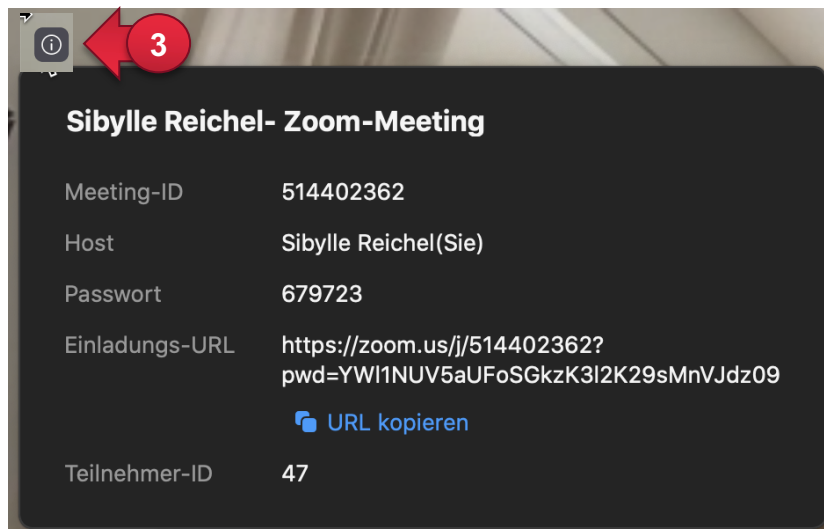 3
Sibylle Reichel- Zoom-Meeting
Meeting-ID 514402362
Host Sibylle Reichel(Sie)
Passwort 679723
Einladungs-URL https://zoom.us/j/514402362?
pwd=YWl1NUV5aUFoSGkzK3l2K29sMnVJdz09
URL kopieren
Teilnehmer-ID 47